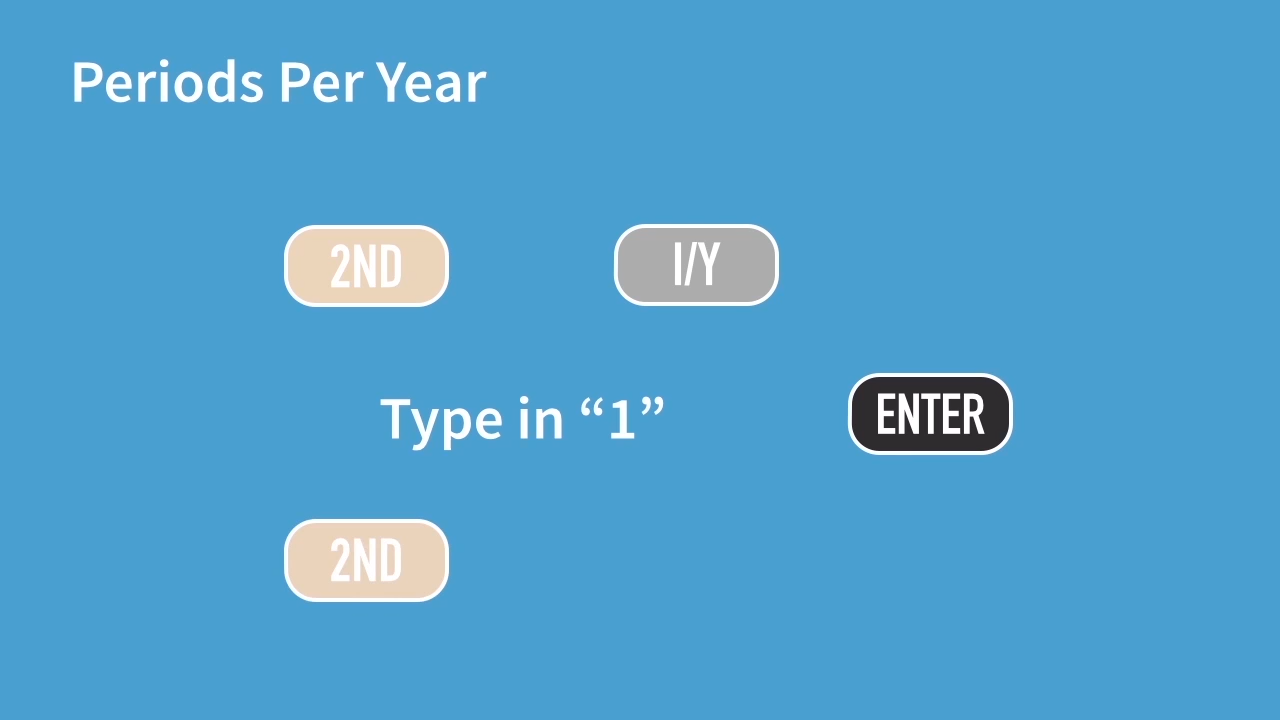 Periods Per Year
2ND I/Y
Type in “1” ENTER
2ND